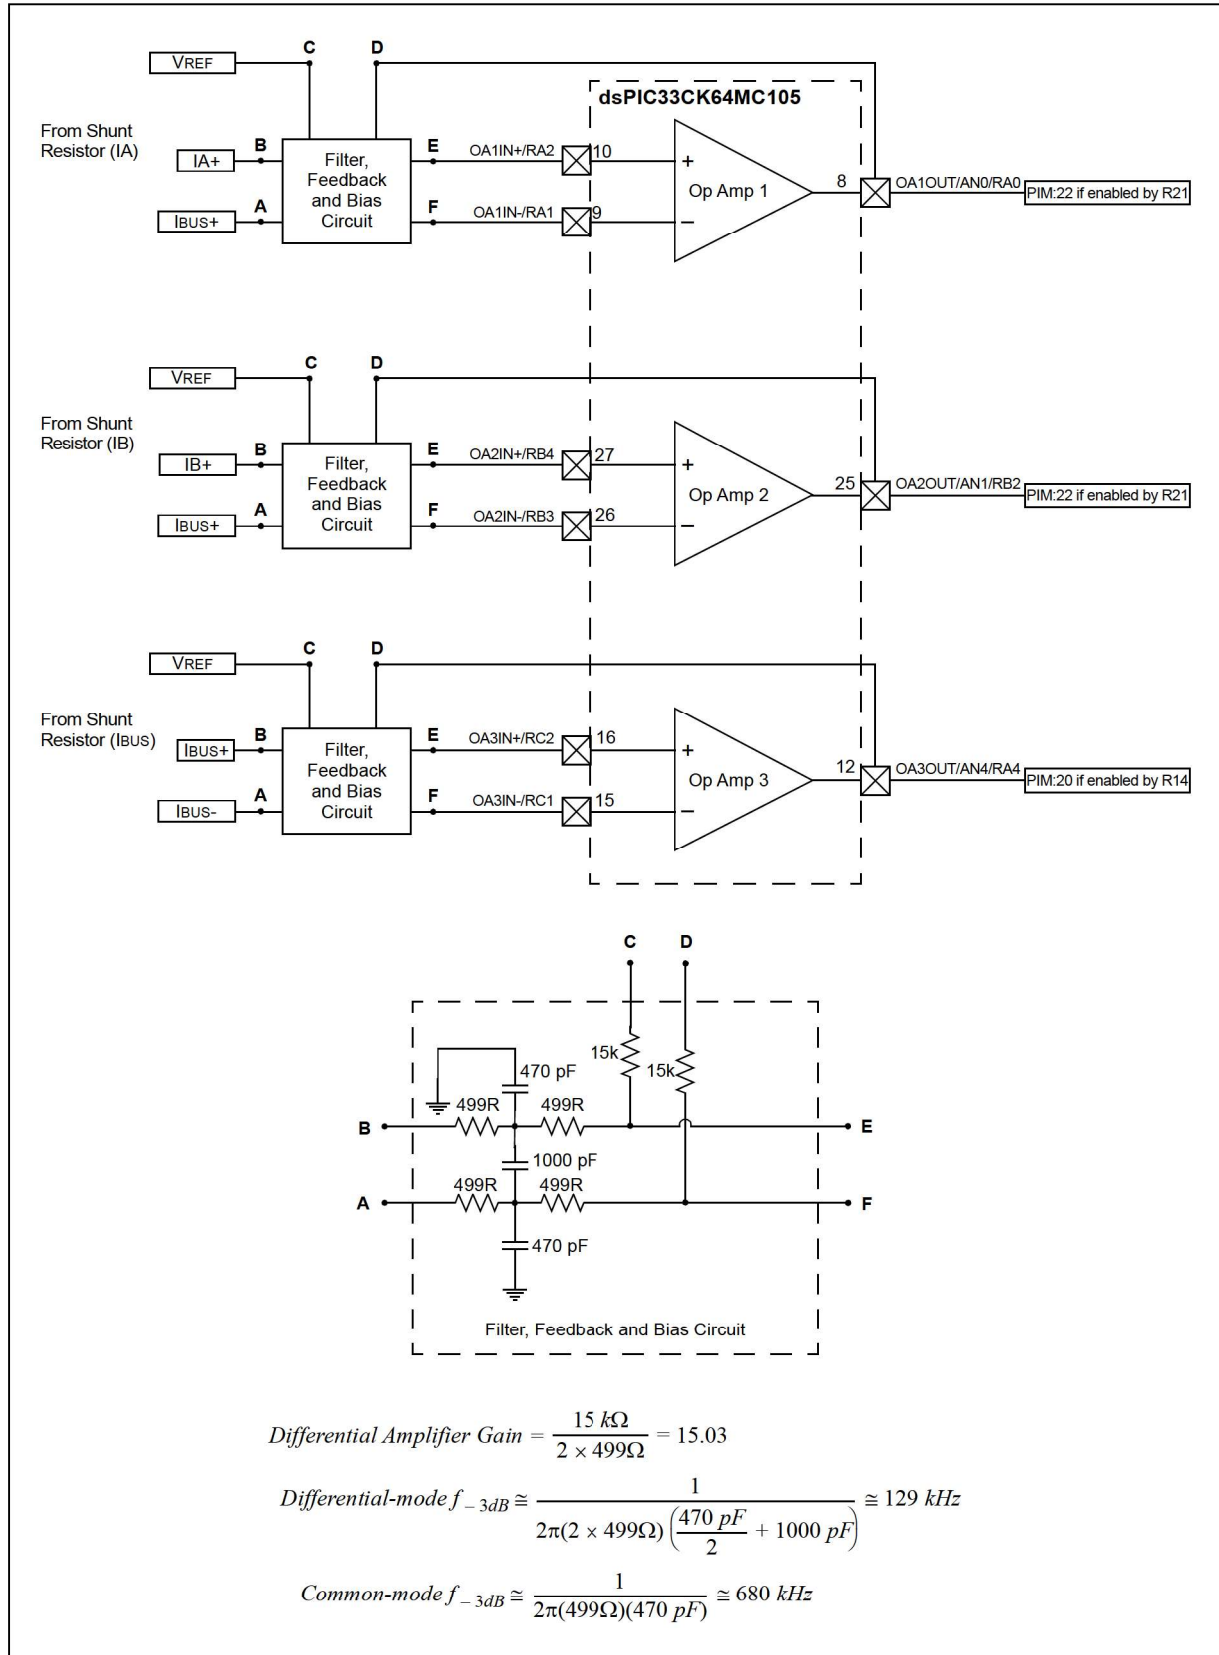 C D
VREF
dsPIC33CK64MC105
From Shunt
Resistor (IA)
B
IA+
Filter,
Feedback
and Bias
Circuit
E
OA1IN+/RA2
10
+
Op Amp 1
8
OA1OUT/AN0/RA0
PIM:22 if enabled by R21
A
IBUS+
F
OA1IN-/RA1
9
−
C D
VREF
From Shunt
Resistor (IB)
B
IB+
Filter,
Feedback
and Bias
Circuit
E
OA2IN+/RB4
27
+
Op Amp 2
25
OA2OUT/AN1/RB2
PIM:22 if enabled by R21
A
IBUS+
F
OA2IN-/RB3
26
−
C D
VREF
From Shunt
Resistor (IBUS)
B
IBUS+
Filter,
Feedback
and Bias
Circuit
E
OA3IN+/RC2
16
+
Op Amp 3
12
OA3OUT/AN4/RA4
PIM:20 if enabled by R14
A
IBUS-
F
OA3IN-/RC1
15
−
C D
15k 15k
470 pF
499R 499R
B E
1000 pF
499R 499R
A F
470 pF
Filter, Feedback and Bias Circuit
Differential Amplifier Gain = 15 kΩ / 2 × 499Ω = 15.03
Differential-mode f −3dB ≅ 1 / 2π(2 × 499Ω) (470 pF / 2 + 1000 pF) ≅ 129 kHz
Common-mode f −3dB ≅ 1 / 2π(499Ω)(470 pF) ≅ 680 kHz